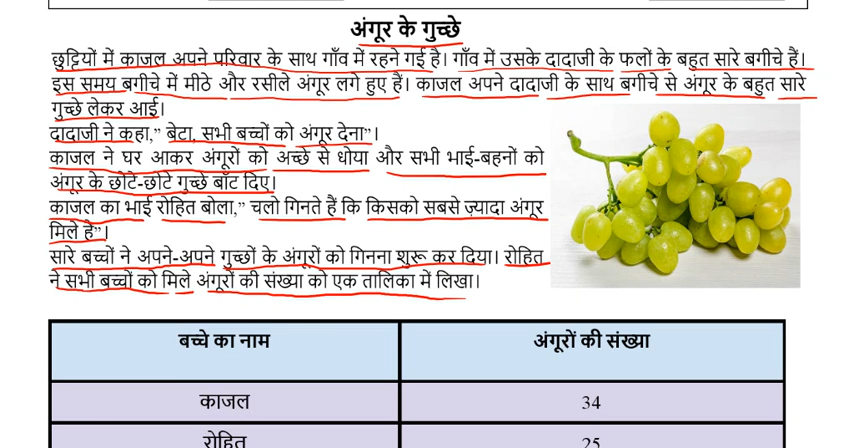 अंगूर के गुच्छे
छुट्टियों में काजल अपने परिवार के साथ गाँव में रहने गई है। गाँव में उसके दादाजी के फलों के बहुत सारे बगीचे हैं।
इस समय बगीचे में मीठे और रसीले अंगूर लगे हुए हैं। काजल अपने दादाजी के साथ बगीचे से अंगूर के बहुत सारे
गुच्छे लेकर आई।
दादाजी ने कहा,” बेटा, सभी बच्चों को अंगूर देना”।
काजल ने घर आकर अंगूरों को अच्छे से धोया और सभी भाई-बहनों को
अंगूर के छोटे-छोटे गुच्छे बाँट दिए।
काजल का भाई रोहित बोला,” चलो गिनते हैं कि किसको सबसे ज़्यादा अंगूर
मिले है”।
सारे बच्चों ने अपने-अपने गुच्छों के अंगूरों को गिनना शुरू कर दिया। रोहित
ने सभी बच्चों को मिले अंगूरों की संख्या को एक तालिका में लिखा।
बच्चे का नाम अंगूरों की संख्या
काजल 34
रोहित 25